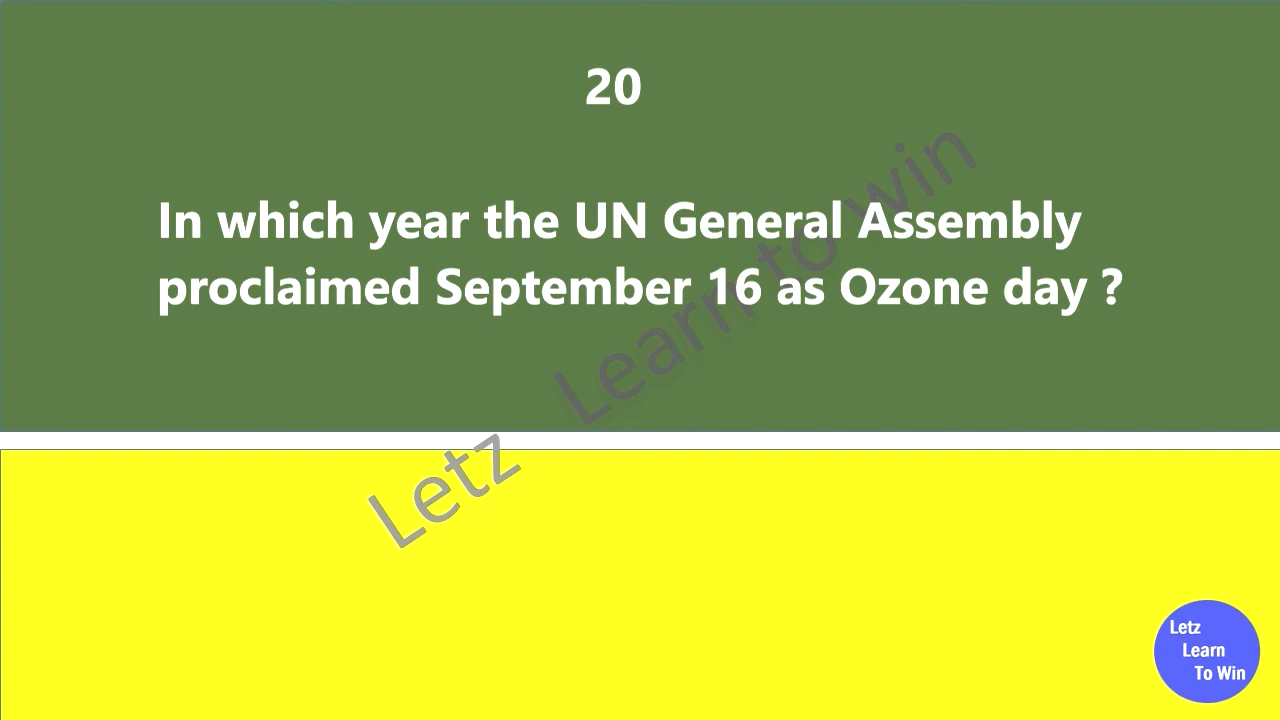 20
In which year the UN General Assembly
proclaimed September 16 as Ozone day ?
Letz Learn to win
Letz
Learn
To Win